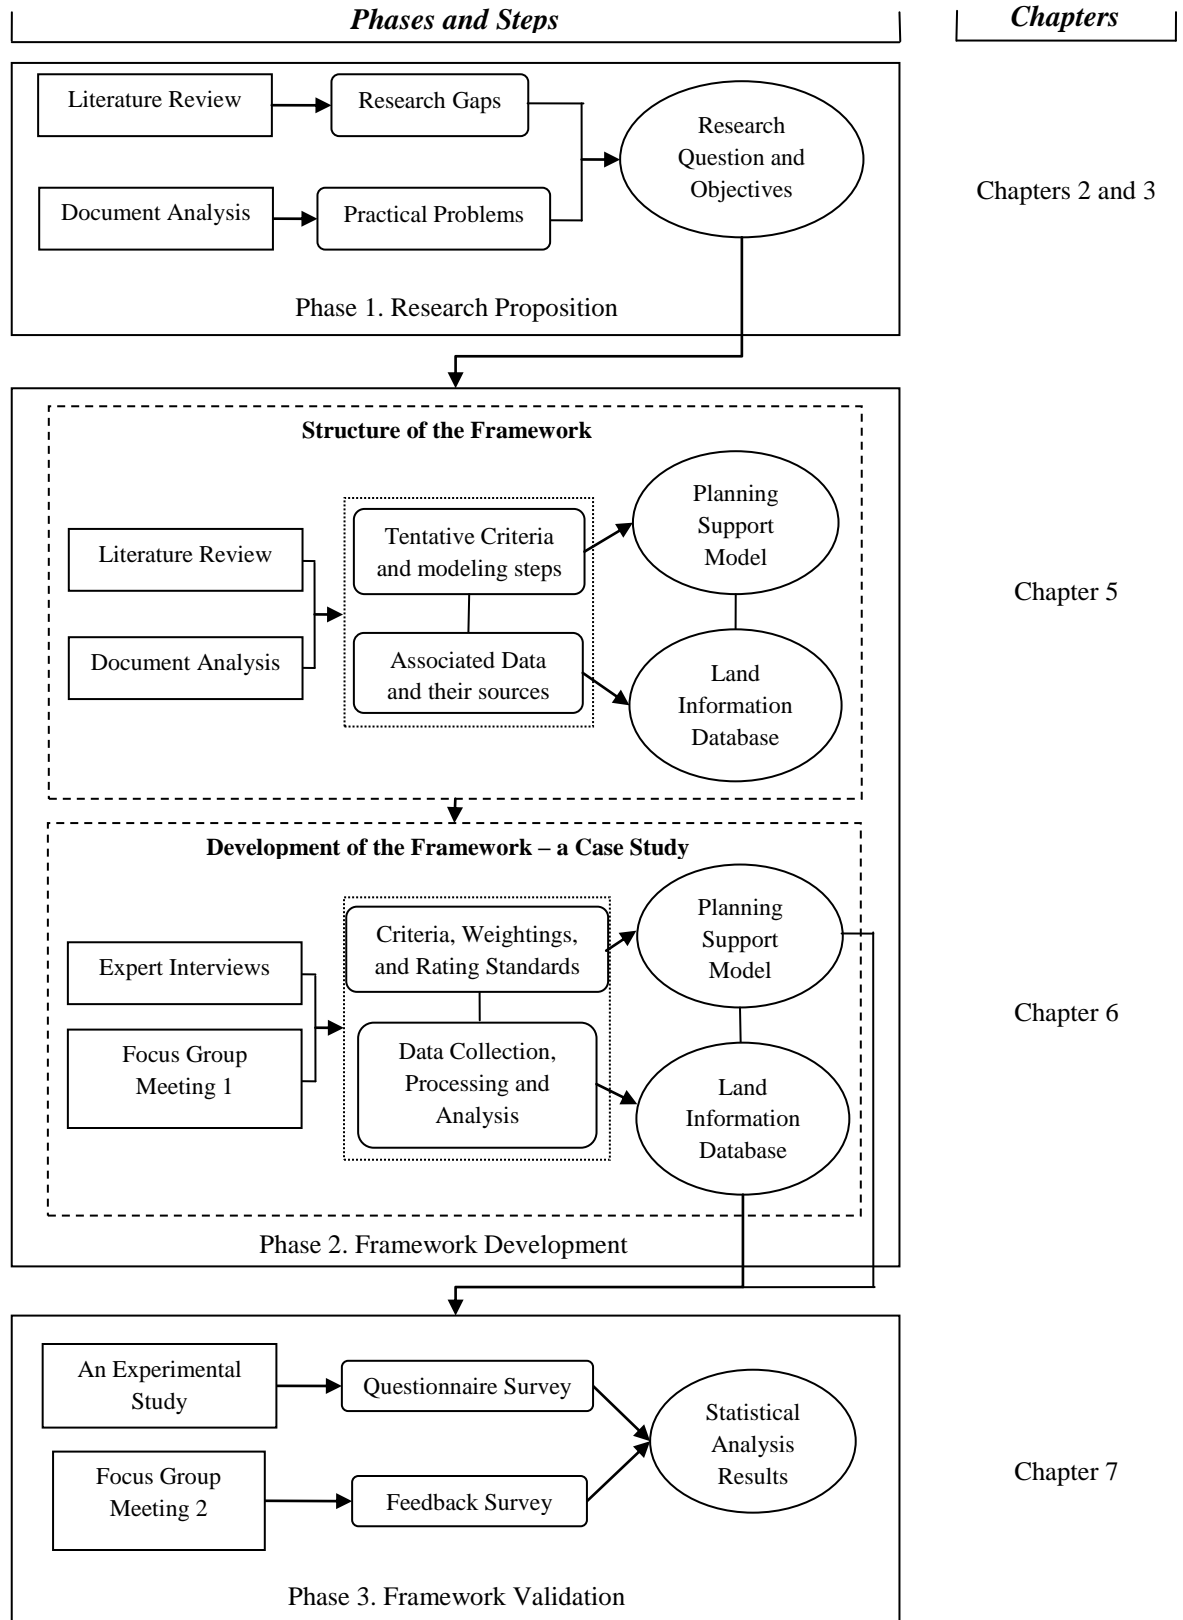 Phases and Steps
Chapters
Literature Review
Research Gaps
Research
Question and
Objectives
Document Analysis
Practical Problems
Chapters 2 and 3
Phase 1. Research Proposition
Structure of the Framework
Literature Review
Document Analysis
Tentative Criteria
and modeling steps
Associated Data
and their sources
Planning
Support
Model
Land
Information
Database
Chapter 5
Development of the Framework – a Case Study
Expert Interviews
Focus Group
Meeting 1
Criteria, Weightings,
and Rating Standards
Data Collection,
Processing and
Analysis
Planning
Support
Model
Land
Information
Database
Chapter 6
Phase 2. Framework Development
An Experimental
Study
Questionnaire Survey
Focus Group
Meeting 2
Feedback Survey
Statistical
Analysis
Results
Chapter 7
Phase 3. Framework Validation